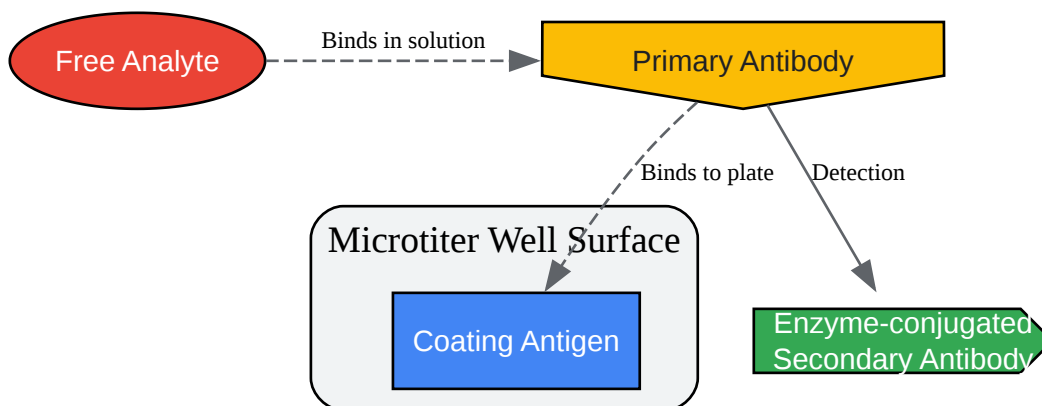 Free Analyte
Binds in solution
Primary Antibody
Binds to plate
Detection
Microtiter Well Surface
Coating Antigen
Enzyme-conjugated
Secondary Antibody